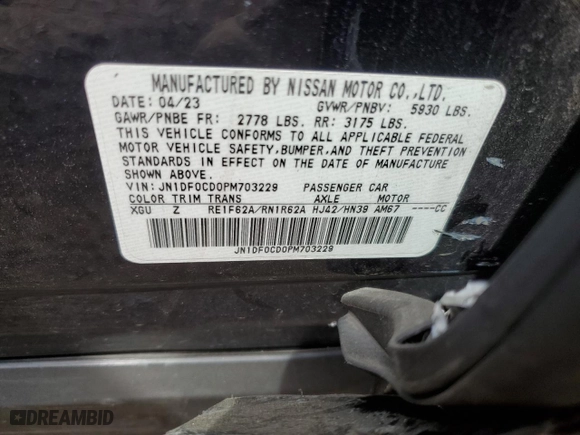 MANUFACTURED BY NISSAN MOTOR CO.,LTD.
DATE: 04/23 GVWR/PNBV: 5930 LBS.
GAWR/PNBE FR: 2778 LBS. RR: 3175 LBS.
THIS VEHICLE CONFORMS TO ALL APPLICABLE FEDERAL
MOTOR VEHICLE SAFETY, BUMPER, AND THEFT PREVENTION
STANDARDS IN EFFECT ON THE DATE OF MANUFACTURE
SHOWN ABOVE.
VIN: JN1DF0CD0PM703229 PASSENGER CAR
COLOR TRIM TRANS AXLE MOTOR
XGU Z RE1F62A/RN1R62A HJ42/HN39 AM67 ----CC
JN1DF0CD0PM703229
DREAMBID